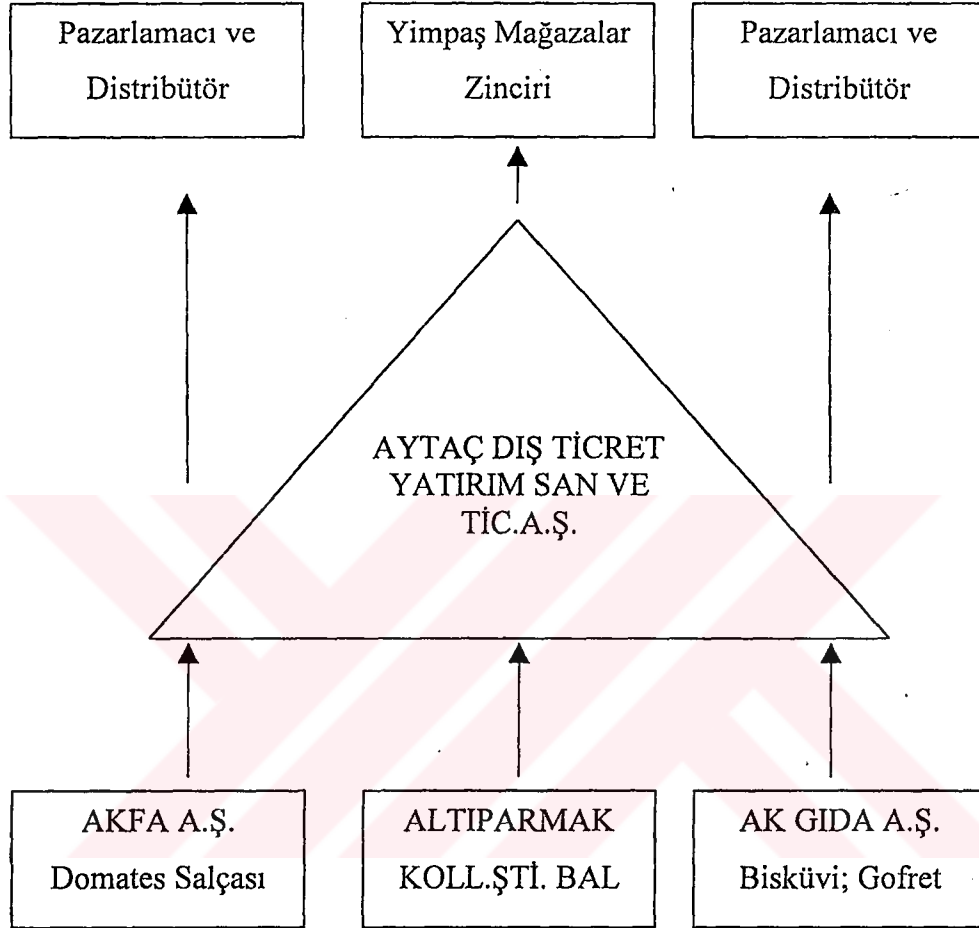 Pazarlamacı ve
Distribütör
Yimpaş Mağazalar
Zinciri
Pazarlamacı ve
Distribütör
AYTAÇ DIŞ TİCRET
YATIRIM SAN VE
TİC.A.Ş.
AKFA A.Ş.
Domates Salçası
ALTIPARMAK
KOLL.ŞTİ. BAL
AK GIDA A.Ş.
Bisküvi; Gofret